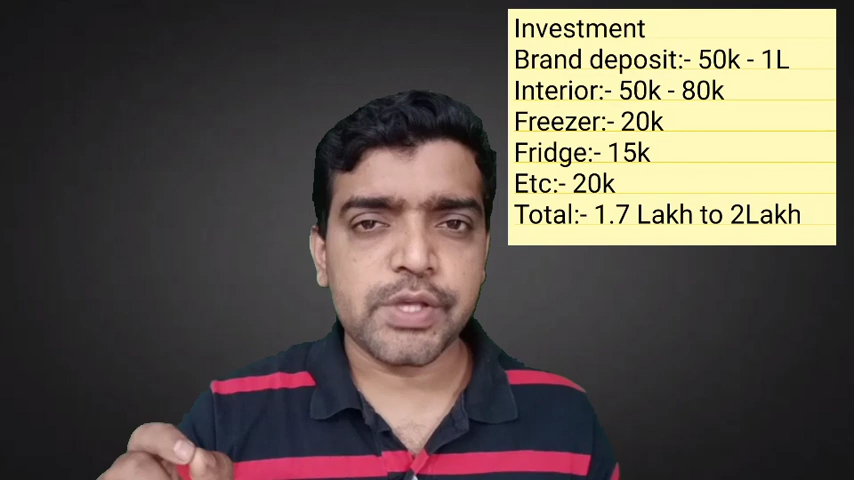 Investment
Brand deposit:- 50k - 1L
Interior:- 50k - 80k
Freezer:- 20k
Fridge:- 15k
Etc:- 20k
Total:- 1.7 Lakh to 2Lakh